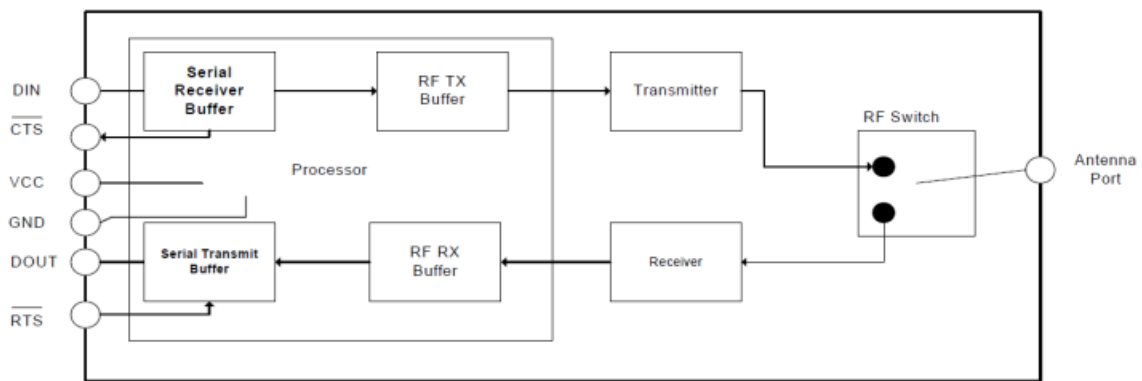 DIN
CTS
VCC
GND
DOUT
RTS
Serial
Receiver
Buffer
RF TX
Buffer
Transmitter
RF Switch
Antenna
Port
Processor
Serial Transmit
Buffer
RF RX
Buffer
Receiver